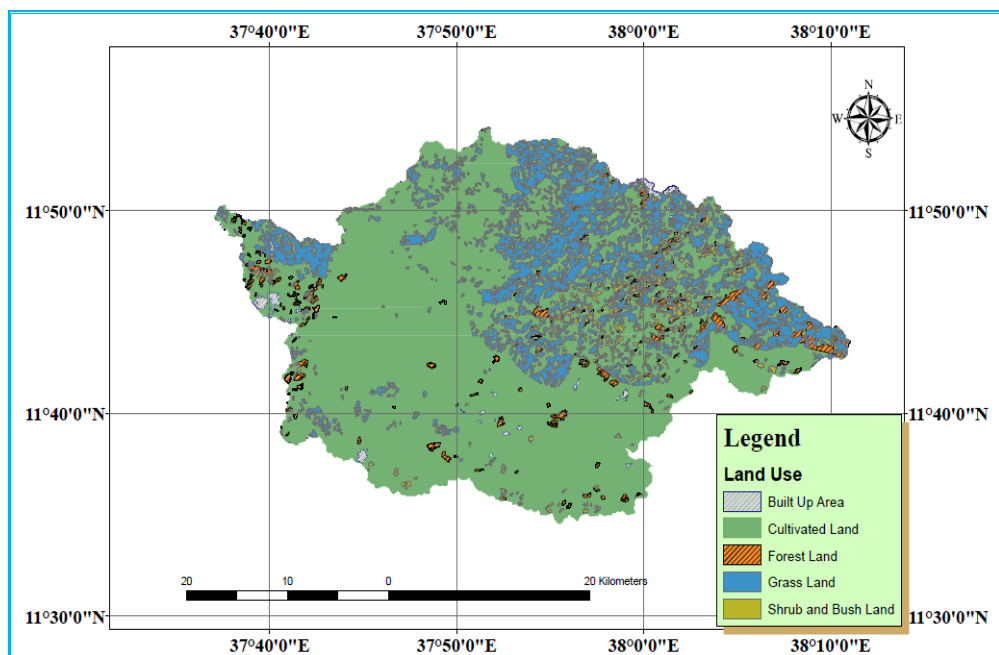 37°40'0"E 37°50'0"E 38°0'0"E 38°10'0"E
N
W E
S
11°50'0"N 11°50'0"N
11°40'0"N 11°40'0"N
Legend
Land Use
Built Up Area
Cultivated Land
Forest Land
Grass Land
Shrub and Bush Land
20 10 0 20 Kilometers
11°30'0"N 11°30'0"N
37°40'0"E 37°50'0"E 38°0'0"E 38°10'0"E